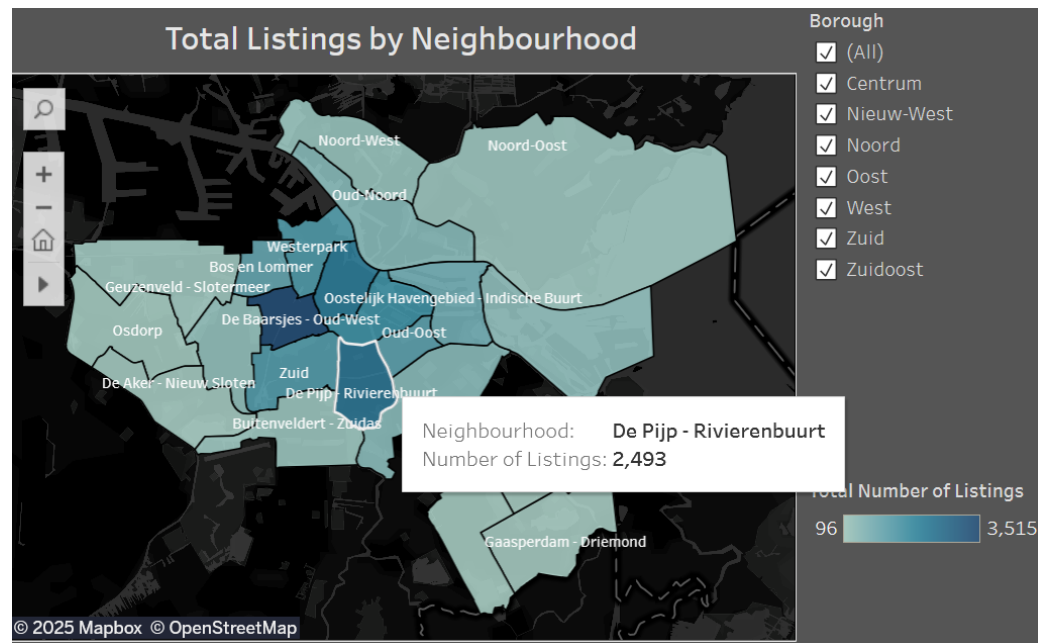 Total Listings by Neighbourhood
Borough
(All)
Centrum
Nieuw-West
Noord
Oost
West
Zuid
Zuidoost
Noord-West
Noord-Oost
Oud-Noord
Westerpark
Bos en Lommer
Geuzenveld - Slotermeer
Oostelijk Havengebied - Indische Buurt
De Baarsjes - Oud-West
Osdorp
Oud-Oost
Zuid
De Aker - Nieuw Sloten
De Pijp - Rivierenbuurt
Buitenveldert - Zuidas
Neighbourhood: De Pijp - Rivierenbuurt
Number of Listings: 2,493
Total Number of Listings
96 3,515
Gaasperdam - Driemond
© 2025 Mapbox © OpenStreetMap